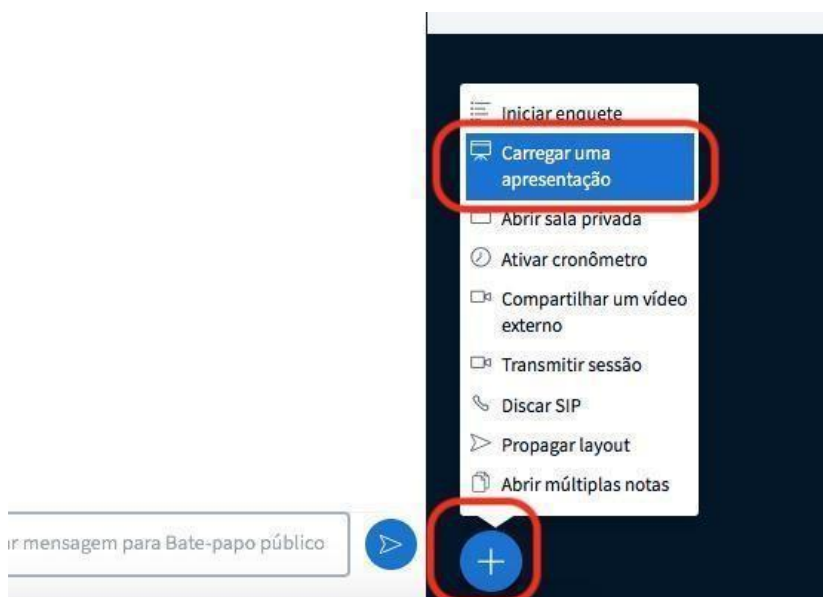 Iniciar enquete
Carregar uma
apresentação
Abrir sala privada
Ativar cronômetro
Compartilhar um vídeo
externo
Transmitir sessão
Discar SIP
Propagar layout
Abrir múltiplas notas
mensagem para Bate-papo público